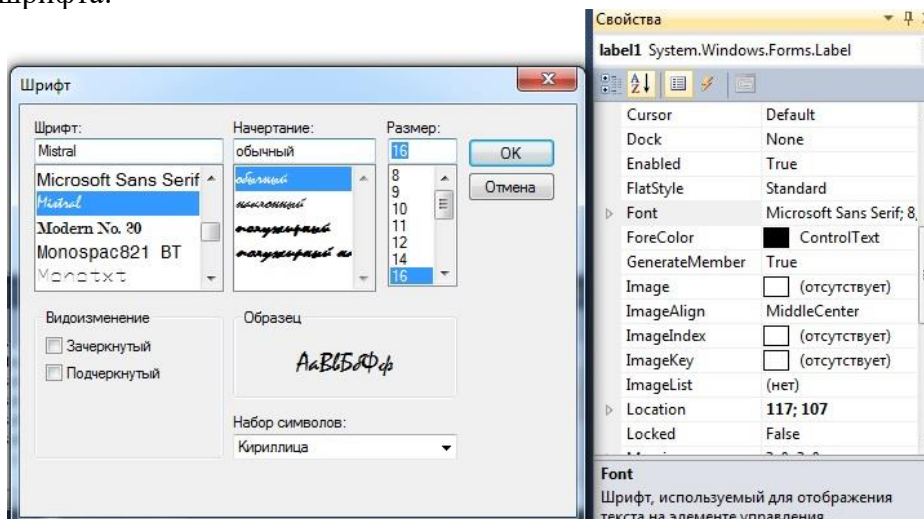 шрифта.
Шрифт
Шрифт:
Mistral
Microsoft Sans Serif
Mistral
Modern No. 20
Monospac821 BT
Monotxt
Начертание:
обычный
обычный
наклонный
полужирный
полужирный на
Размер:
16
8
9
10
11
12
14
16
OK
Отмена
Видоизменение
Зачеркнутый
Подчеркнутый
Образец
АаВbБбФф
Набор символов:
Кириллица
Свойства
label1 System.Windows.Forms.Label
Cursor Default
Dock None
Enabled True
FlatStyle Standard
Font Microsoft Sans Serif; 8,
ForeColor ControlText
GenerateMember True
Image (отсутствует)
ImageAlign MiddleCenter
ImageIndex (отсутствует)
ImageKey (отсутствует)
ImageList (нет)
Location 117; 107
Locked False
Font
Шрифт, используемый для отображения
текста на элементе управления